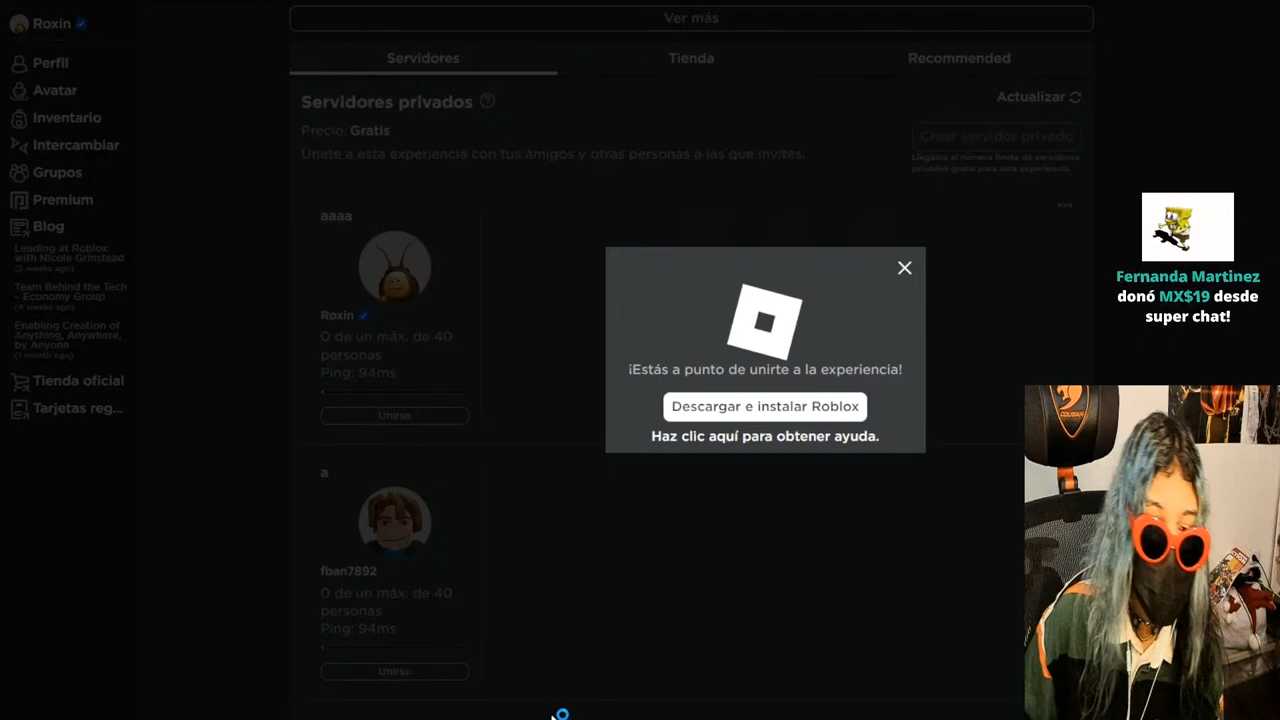 Roxin
Perfil
Avatar
Inventario
Intercambiar
Grupos
Premium
Blog
Leading at Roblox
with Nicole Grinstead
(2 weeks ago)
Team Behind the Tech
- Economy Group
Enabling Creation of
Anything, Anywhere,
by Anyone
(1 month ago)
Tienda oficial
Tarjetas reg...
Ver más
Servidores
Tienda
Recommended
Servidores privados
Actualizar
Precio: Gratis
Únete a esta experiencia con tus amigos y otras personas a las que invites.
Crear servidor privado
Llegaste al número límite de servidores
privados gratis para esta experiencia.
aaaa
Roxin
0 de un máx. de 40
personas
Ping: 94ms
Unirse
a
fban7892
0 de un máx. de 40
personas
Ping: 94ms
Unirse
¡Estás a punto de unirte a la experiencia!
Descargar e instalar Roblox
Haz clic aquí para obtener ayuda.
Fernanda Martinez
donó MX$19 desde
super chat!
COUGAR